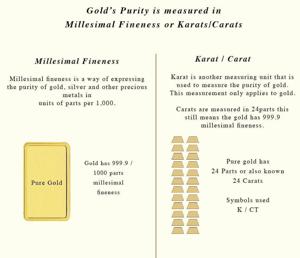 Gold's Purity is measured in
Millesimal Fineness or Karats/Carats
Millesimal Fineness
Millesimal fineness is a way of expressing
the purity of gold, silver and other precious
metals in
units of parts per 1,000.
Pure Gold
Gold has 999.9 /
1000 parts
millesimal
fineness
Karat / Carat
Karat is another measuring unit that is
used to measure the purity of gold.
This measurement only applies to gold.
Carats are measured in 24parts this
still means the gold has 999.9
millesimal fineness.
Pure gold has
24 Parts or also known
24 Carats
Symbols used
K / CT